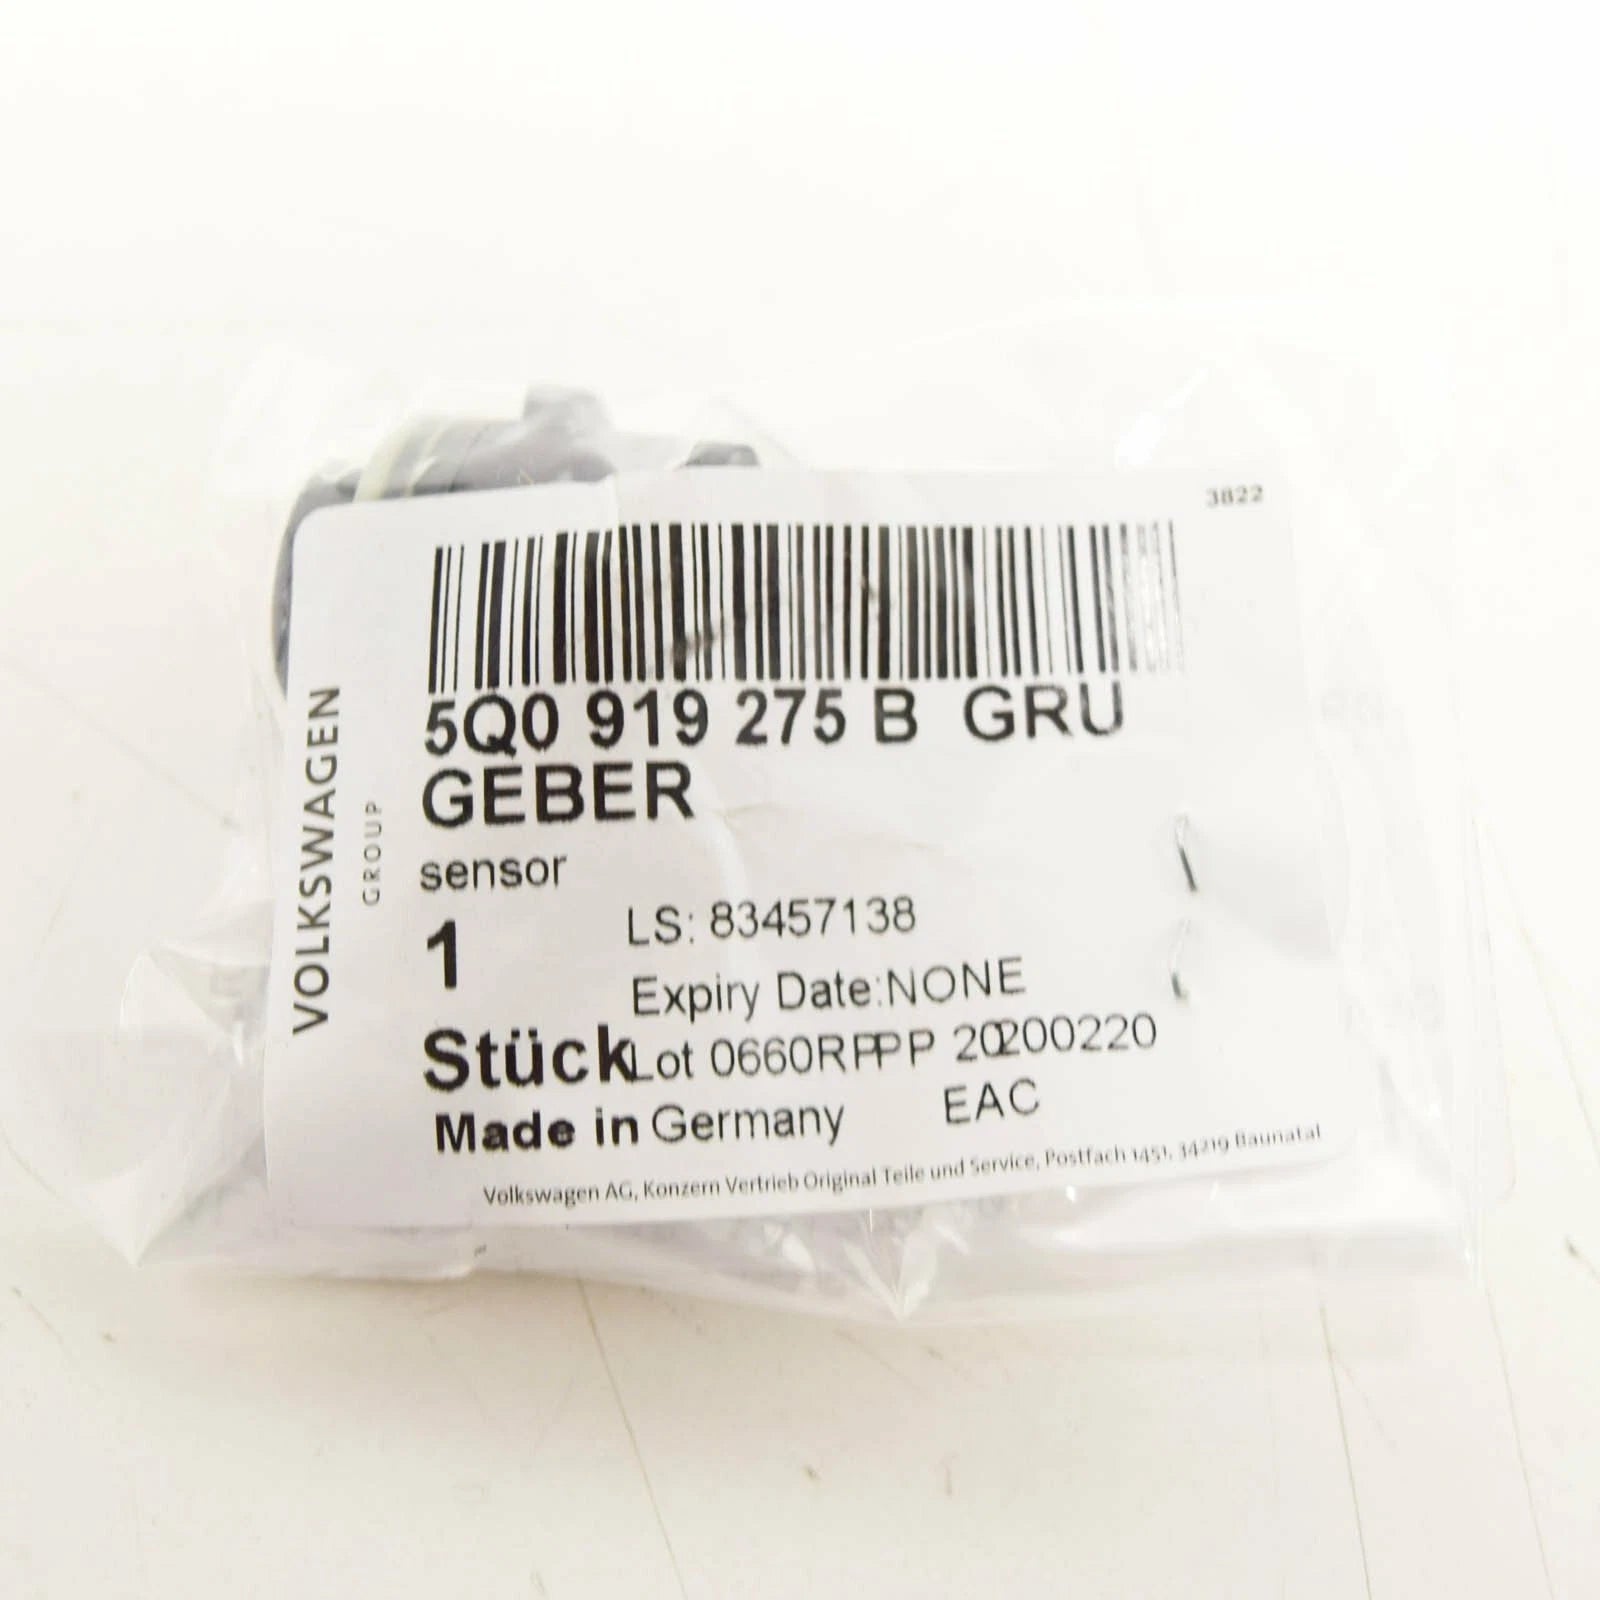 3822
VOLKSWAGEN
GROUP
5Q0 919 275 B GRU
GEBER
sensor
1
LS: 83457138
Expiry Date:NONE
Stück
Lot 0660RPPP 20200220
Made in Germany
EAC
Volkswagen AG, Konzern Vertrieb Original Teile und Service, Postfach 1451, 34219 Baunatal